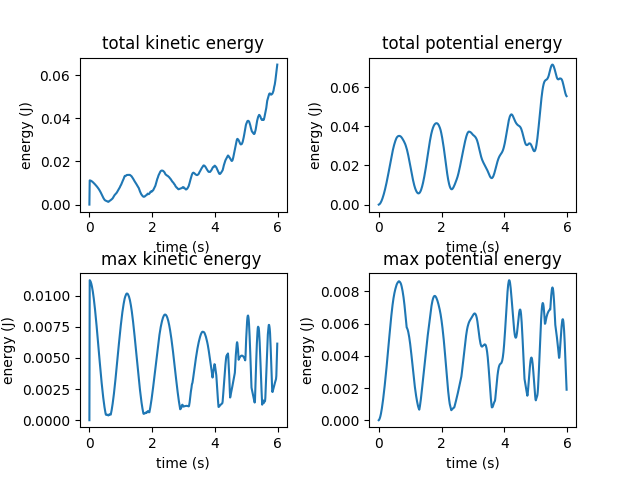 total kinetic energy
energy (J)
0.06
0.04
0.02
0.00
0 2 4 6
time (s)
total potential energy
energy (J)
0.06
0.04
0.02
0.00
0 2 4 6
time (s)
max kinetic energy
energy (J)
0.0100
0.0075
0.0050
0.0025
0.0000
0 2 4 6
time (s)
max potential energy
energy (J)
0.008
0.006
0.004
0.002
0.000
0 2 4 6
time (s)